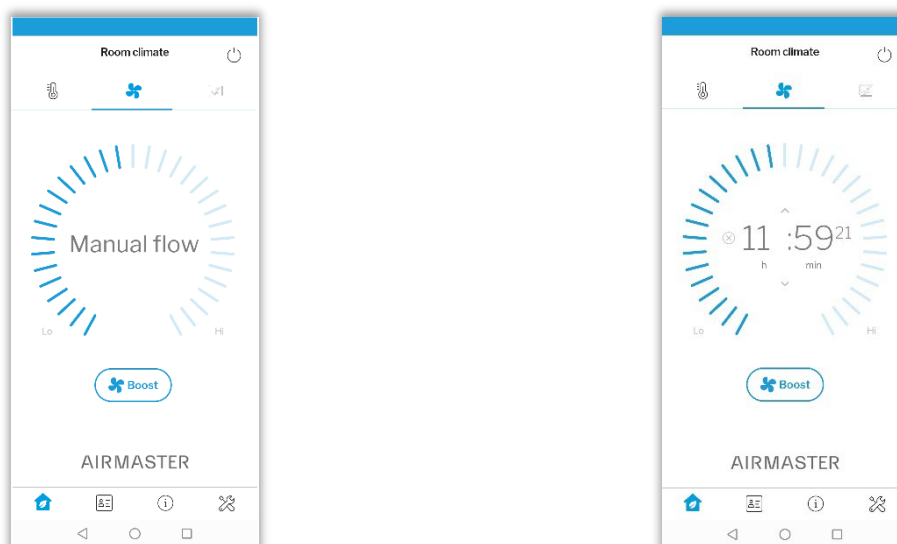 Room climate
Manual flow
Lo
Hi
Boost
AIRMASTER
Room climate
11 :59 21
h min
Lo
Hi
Boost
AIRMASTER